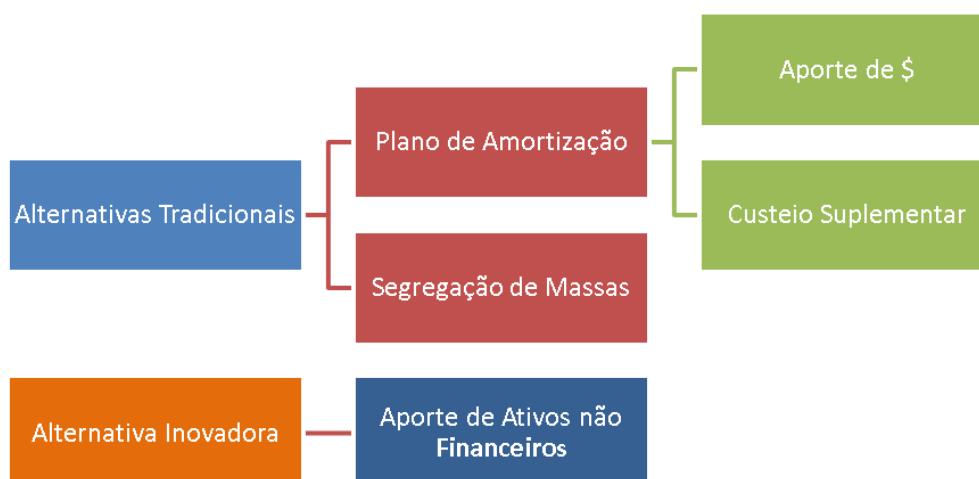 Alternativas Tradicionais
Plano de Amortização
Aporte de $
Custeio Suplementar
Segregação de Massas
Alternativa Inovadora
Aporte de Ativos não
Financeiros